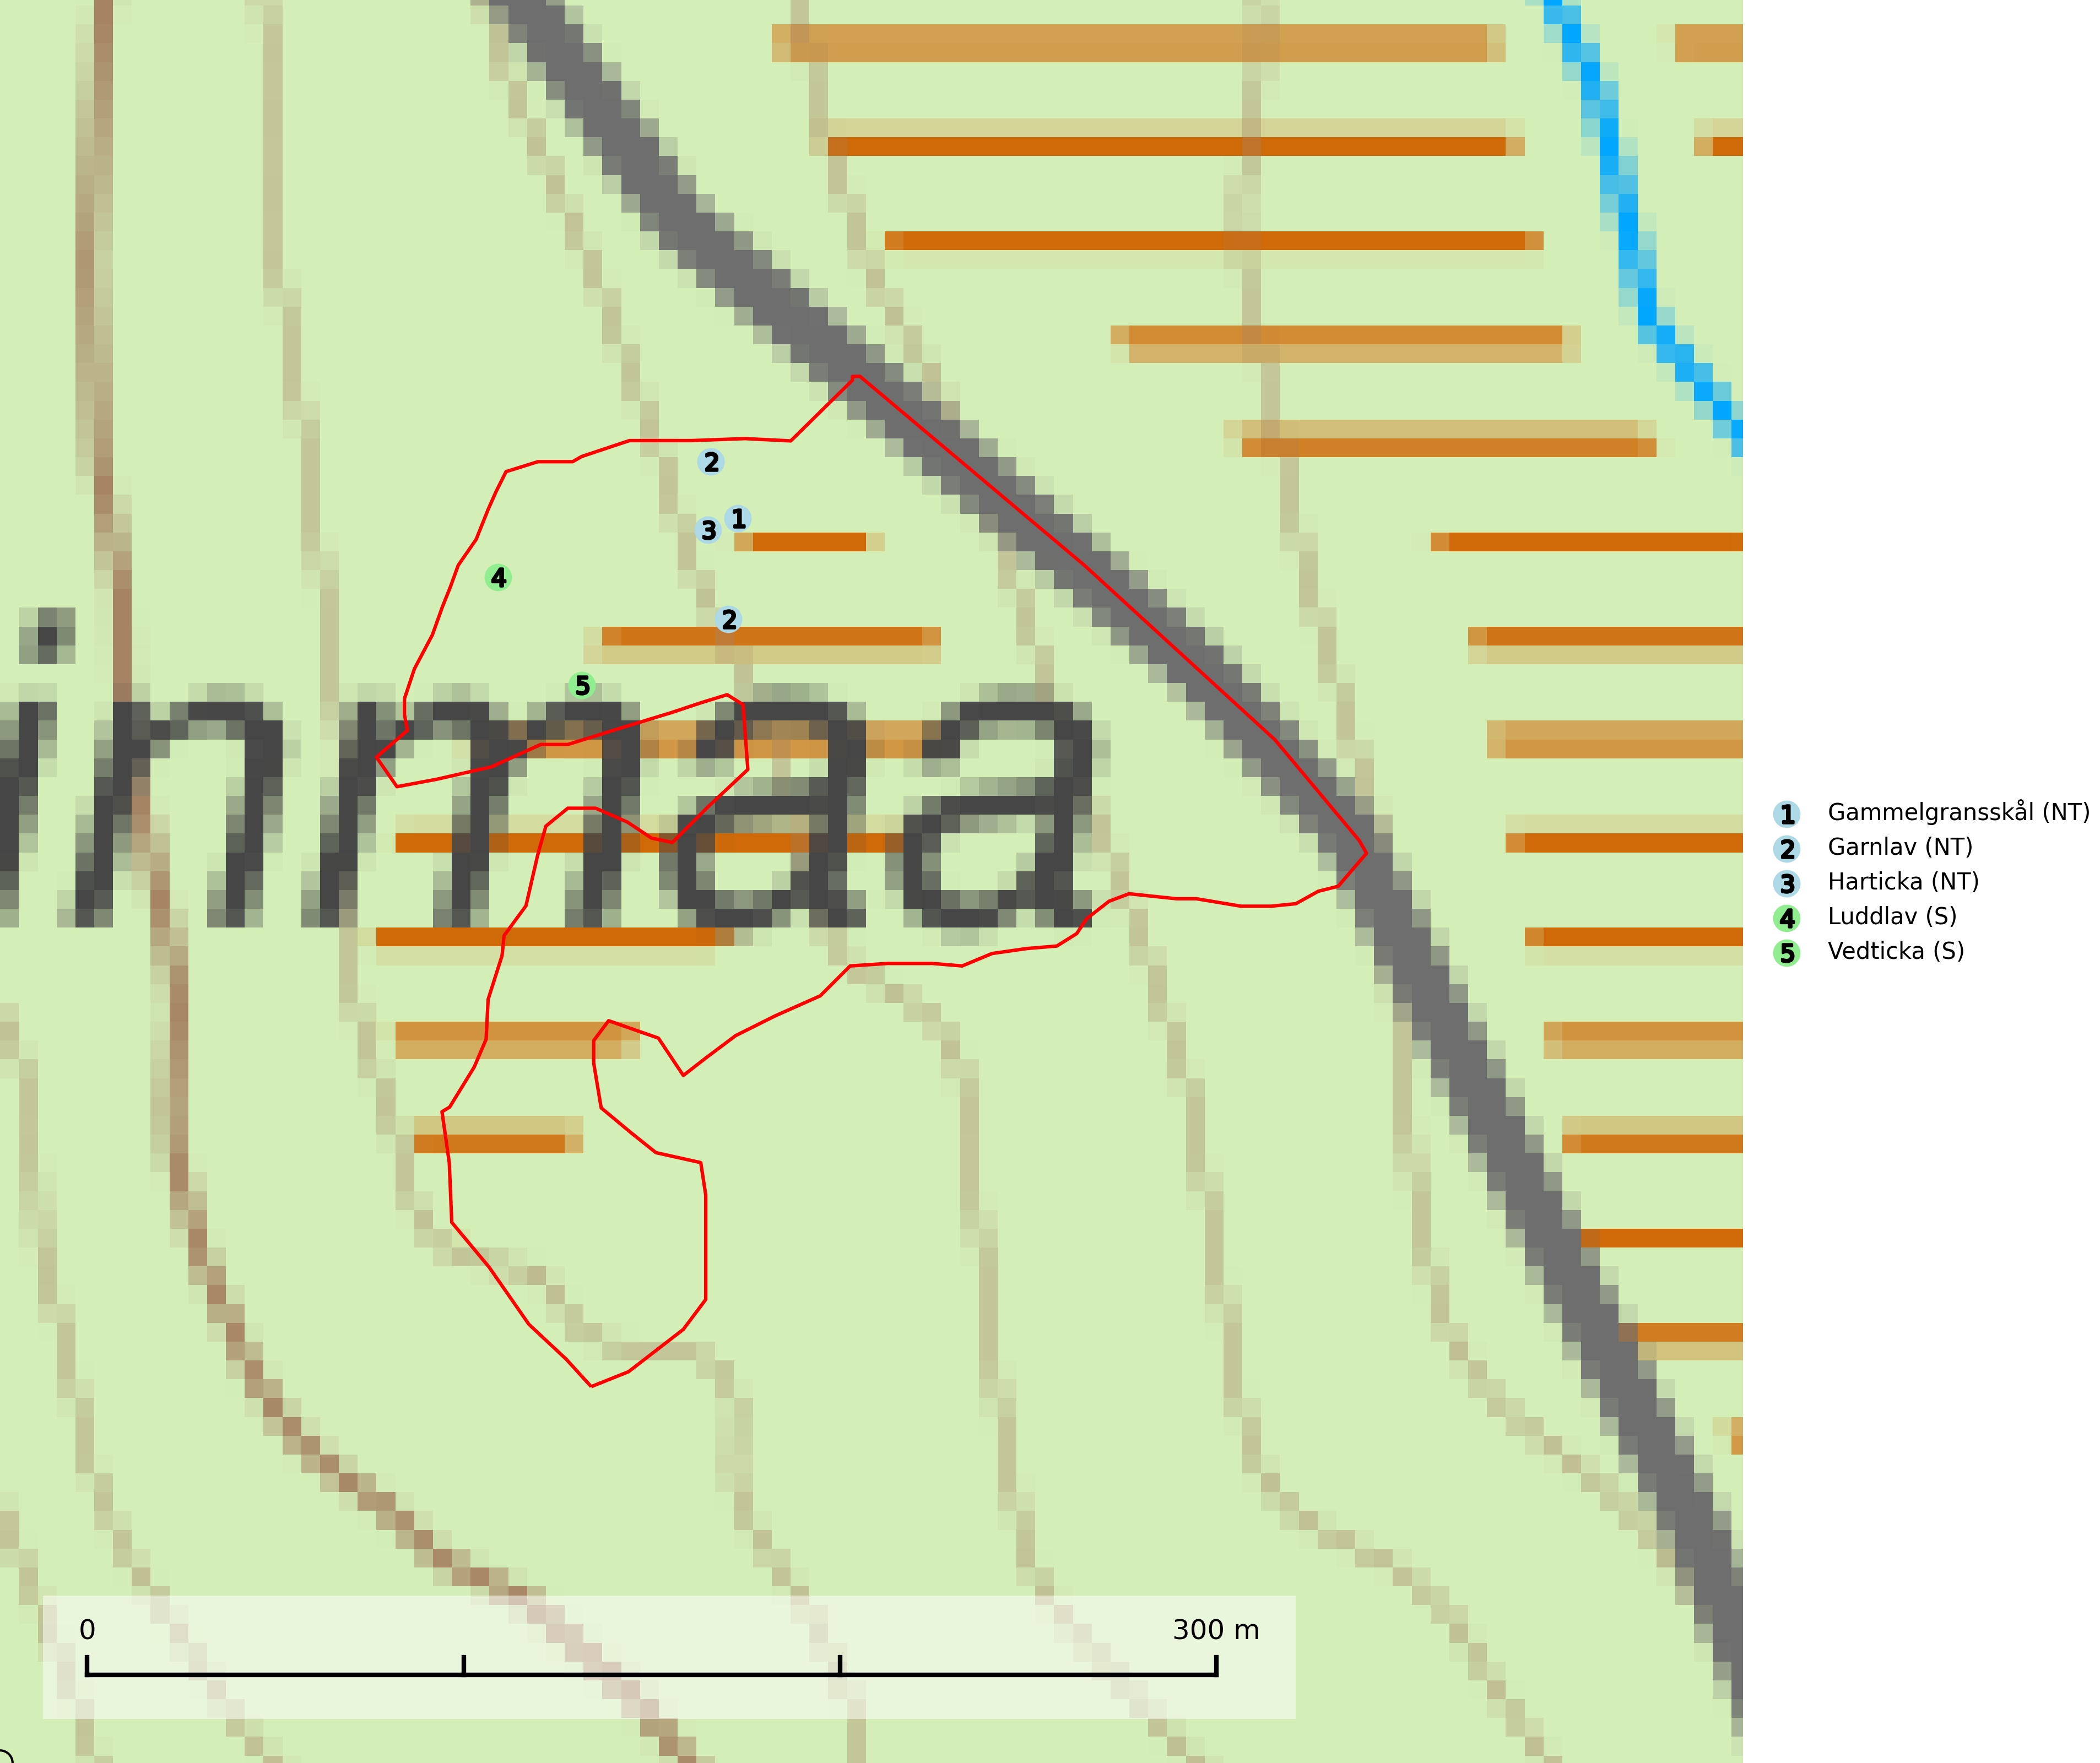 2
1
3
4
2
5
inmaa
0 300 m
1 Gammelgransskål (NT)
2 Garnlav (NT)
3 Harticka (NT)
4 Luddlav (S)
5 Vedticka (S)